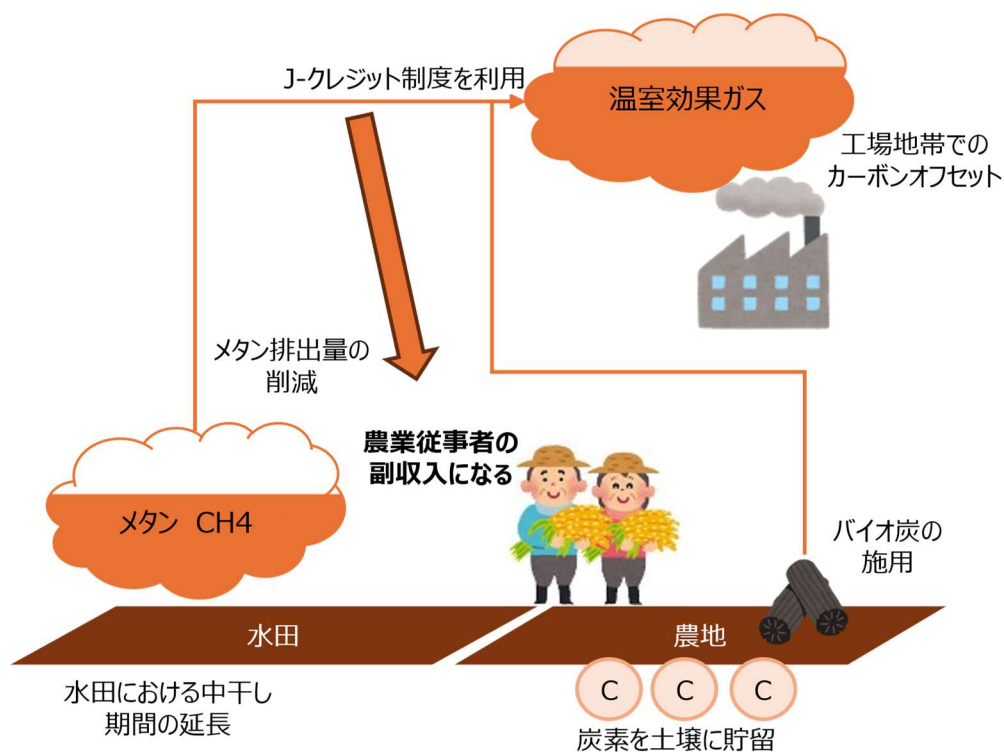 J-クレジット制度を利用
温室効果ガス
工場地帯での
カーボンオフセット
メタン排出量の
削減
農業従事者の
副収入になる
メタン CH4
バイオ炭の
施用
水田
農地
水田における中干し
期間の延長
C
C
C
炭素を土壌に貯留